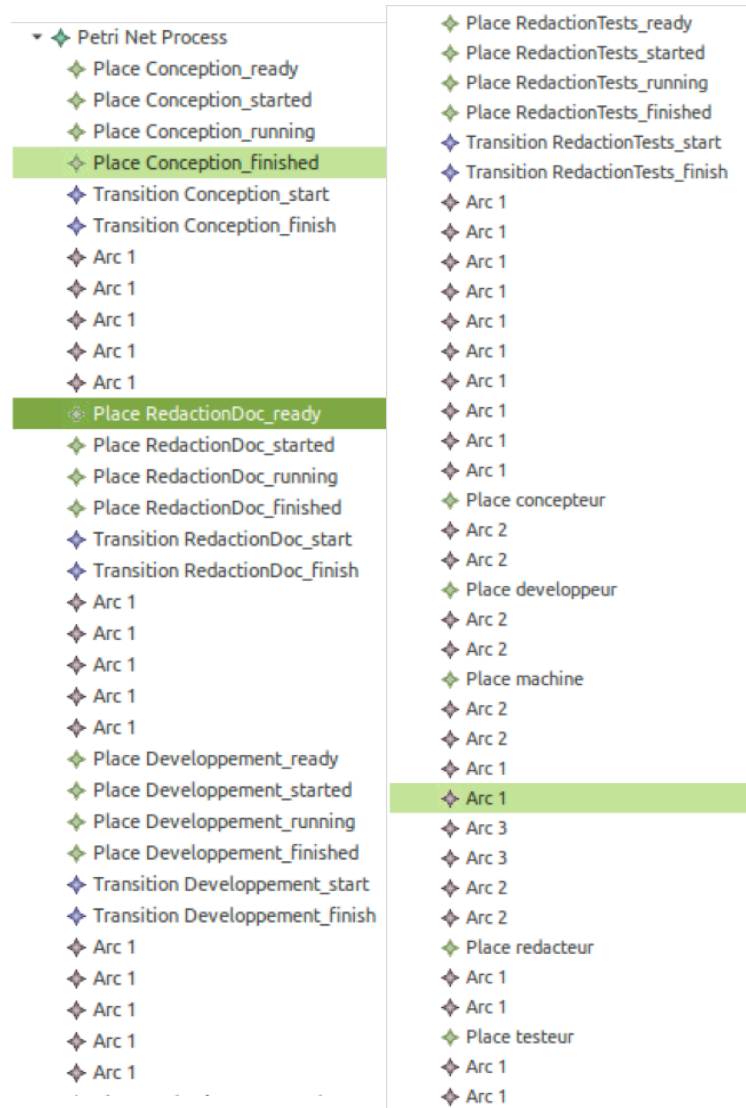 Petri Net Process
Place Conception_ready
Place Conception_started
Place Conception_running
Place Conception_finished
Transition Conception_start
Transition Conception_finish
Arc 1
Arc 1
Arc 1
Arc 1
Arc 1
Place RedactionDoc_ready
Place RedactionDoc_started
Place RedactionDoc_running
Place RedactionDoc_finished
Transition RedactionDoc_start
Transition RedactionDoc_finish
Arc 1
Arc 1
Arc 1
Arc 1
Arc 1
Place Developpement_ready
Place Developpement_started
Place Developpement_running
Place Developpement_finished
Transition Developpement_start
Transition Developpement_finish
Arc 1
Arc 1
Arc 1
Arc 1
Arc 1
Place RedactionTests_ready
Place RedactionTests_started
Place RedactionTests_running
Place RedactionTests_finished
Transition RedactionTests_start
Transition RedactionTests_finish
Arc 1
Arc 1
Arc 1
Arc 1
Arc 1
Arc 1
Arc 1
Arc 1
Arc 1
Arc 1
Place concepteur
Arc 2
Arc 2
Place developpeur
Arc 2
Arc 2
Place machine
Arc 2
Arc 2
Arc 1
Arc 1
Arc 3
Arc 3
Arc 2
Arc 2
Place redacteur
Arc 1
Arc 1
Place testeur
Arc 1
Arc 1